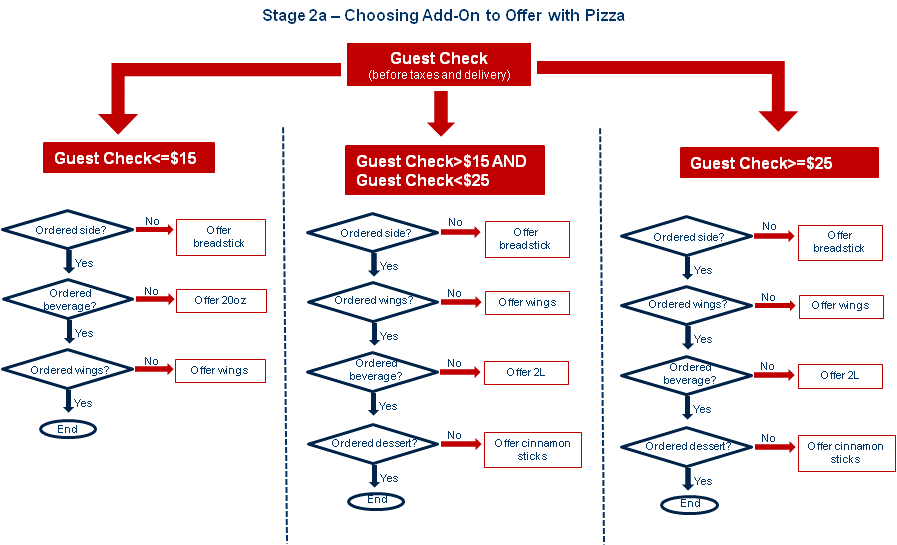 Stage 2a – Choosing Add-On to Offer with Pizza
Guest Check
(before taxes and delivery)
Guest Check<=$15
Ordered side?
No
Offer
breadstick
Yes
Ordered
beverage?
No
Offer 20oz
Yes
Ordered wings?
No
Offer wings
Yes
End
Guest Check>$15 AND
Guest Check<$25
Ordered side?
No
Offer
breadstick
Yes
Ordered wings?
No
Offer wings
Yes
Ordered
beverage?
No
Offer 2L
Yes
Ordered dessert?
No
Offer cinnamon
sticks
Yes
End
Guest Check>=$25
Ordered side?
No
Offer
breadstick
Yes
Ordered wings?
No
Offer wings
Yes
Ordered
beverage?
No
Offer 2L
Yes
Ordered dessert?
No
Offer cinnamon
sticks
Yes
End